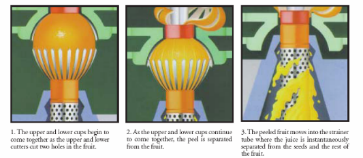 1. The upper and lower cups begin to
come together as the upper and lower
cutters cut two holes in the fruit.
2. As the upper and lower cups continue
to come together, the peel is separated
from the fruit.
3. The peeled fruit moves into the strainer
tube where the juice is instantaneously
separated from the seeds and the rest of
the fruit.